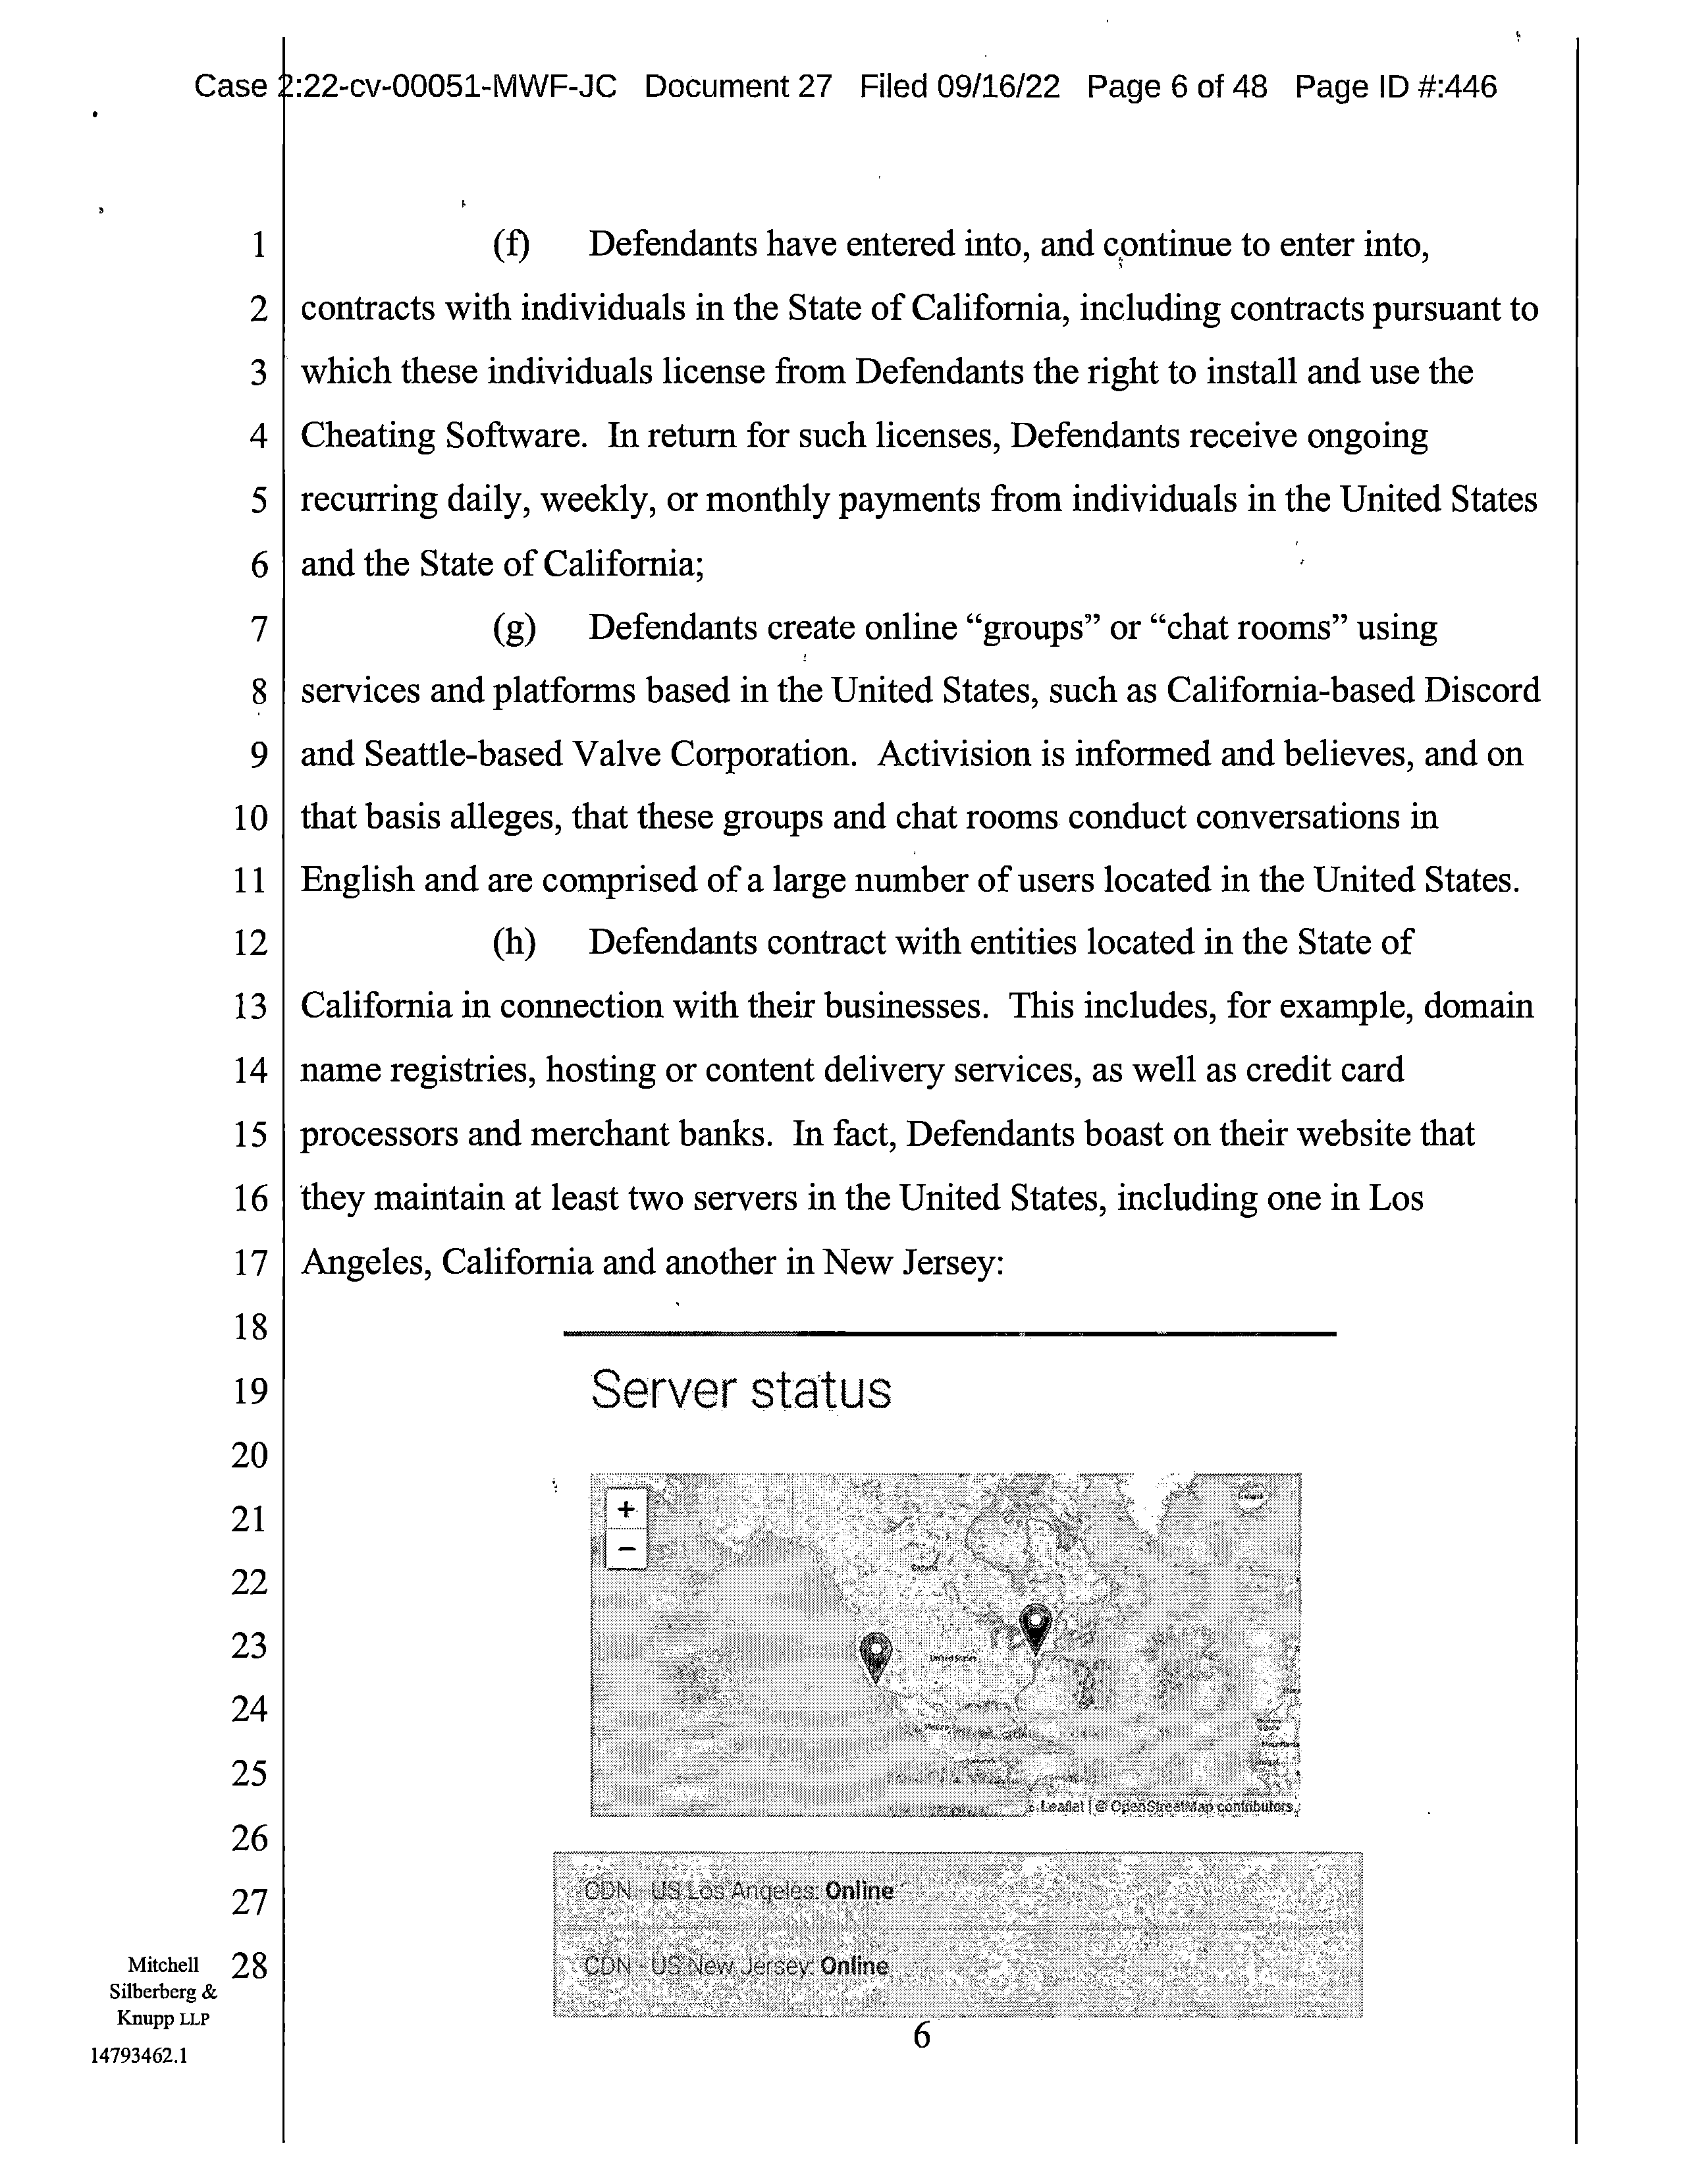 Case 2:22-cv-00051-MWF-JC Document 27 Filed 09/16/22 Page 6 of 48 Page ID #:446
1 (f) Defendants have entered into, and continue to enter into,
2 contracts with individuals in the State of California, including contracts pursuant to
3 which these individuals license from Defendants the right to install and use the
4 Cheating Software. In return for such licenses, Defendants receive ongoing
5 recurring daily, weekly, or monthly payments from individuals in the United States
6 and the State of California;
7 (g) Defendants create online “groups” or “chat rooms” using
8 services and platforms based in the United States, such as California-based Discord
9 and Seattle-based Valve Corporation. Activision is informed and believes, and on
10 that basis alleges, that these groups and chat rooms conduct conversations in
11 English and are comprised of a large number of users located in the United States.
12 (h) Defendants contract with entities located in the State of
13 California in connection with their businesses. This includes, for example, domain
14 name registries, hosting or content delivery services, as well as credit card
15 processors and merchant banks. In fact, Defendants boast on their website that
16 they maintain at least two servers in the United States, including one in Los
17 Angeles, California and another in New Jersey:
18
19 Server status
20
21 +
−
22 Canada
23 United States
24 Mexico
25
Leaflet | © OpenStreetMap contributors
26
27 CDN - US Los Angeles: Online
28 CDN - US New Jersey: Online
Mitchell
Silberberg &
Knupp LLP
14793462.1
6